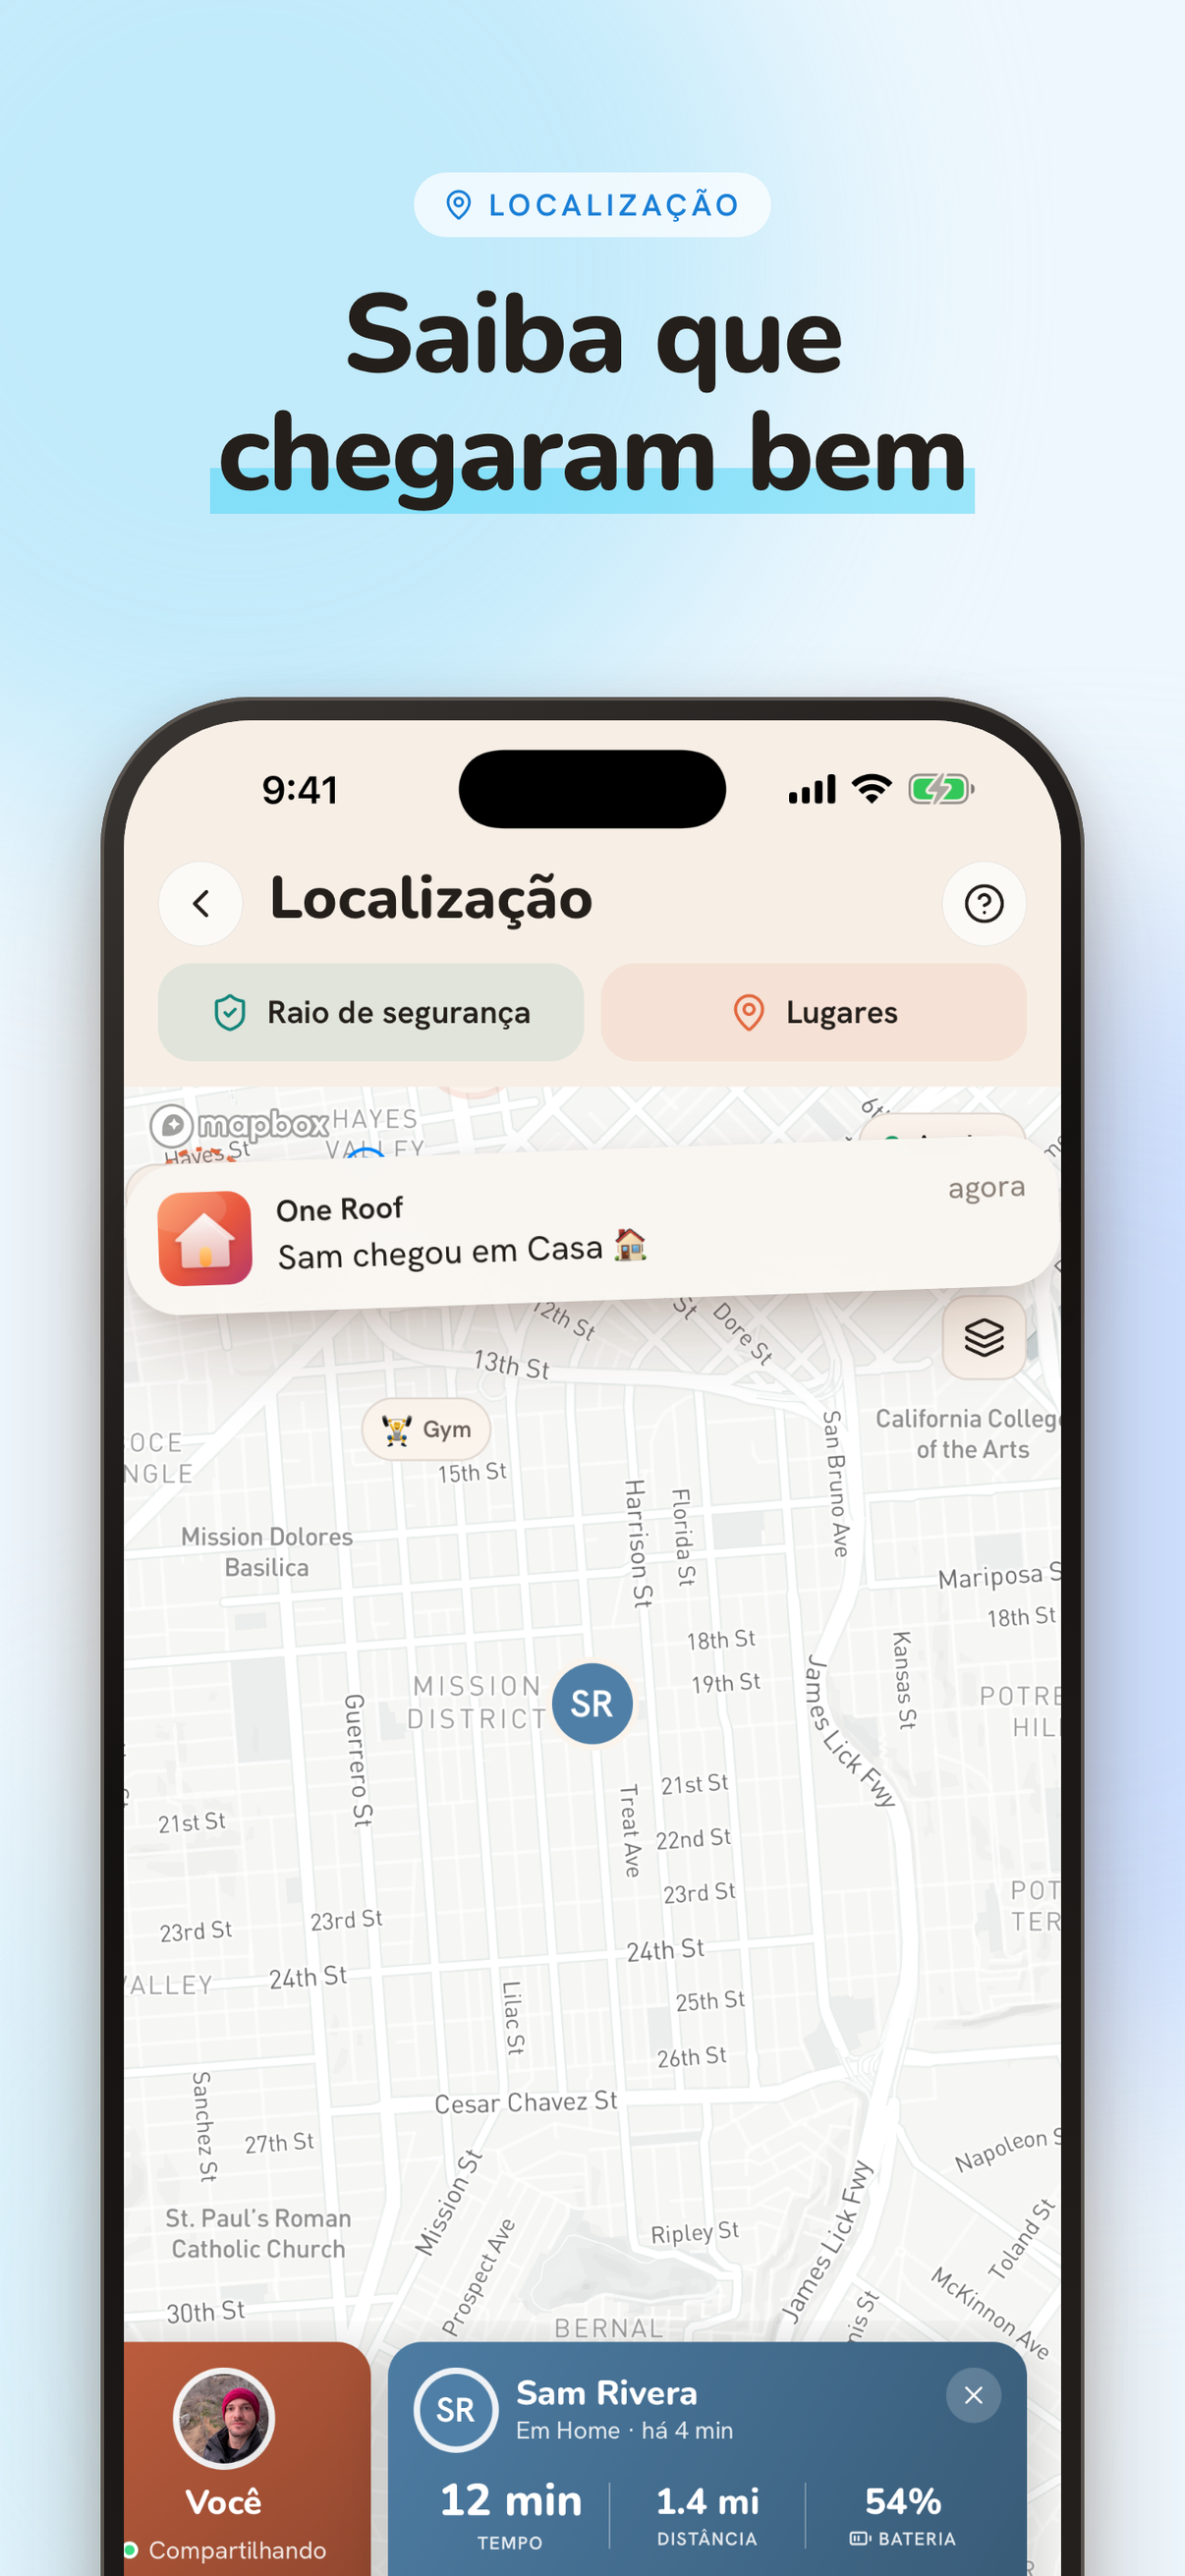 LOCALIZAÇÃO
Saiba que
chegaram bem
9:41
Localização
Raio de segurança
Lugares
mapbox
HAYES
VALLEY
Hayes St
agora
One Roof
Sam chegou em Casa 🏠
12th St
St
Dore St
13th St
Gym
15th St
San Bruno Ave
California College
of the Arts
Mission Dolores
Basilica
Harrison St
Florida St
Mariposa S
18th St
18th St
19th St
Kansas St
MISSION
DISTRICT
SR
James Lick Fwy
POTRE
HIL
Guerrero St
21st St
21st St
Treat Ave
22nd St
23rd St
23rd St
23rd St
POT
TER
24th St
24th St
VALLEY
Lilac St
25th St
26th St
Cesar Chavez St
Sanchez St
27th St
Mission St
Napoleon S
St. Paul's Roman
Catholic Church
Prospect Ave
Ripley St
James Lick Fwy
Toland St
McKinnon Ave
30th St
BERNAL
nis St
SR
Sam Rivera
Em Home · há 4 min
Você
Compartilhando
12 min
TEMPO
1.4 mi
DISTÂNCIA
54%
BATERIA